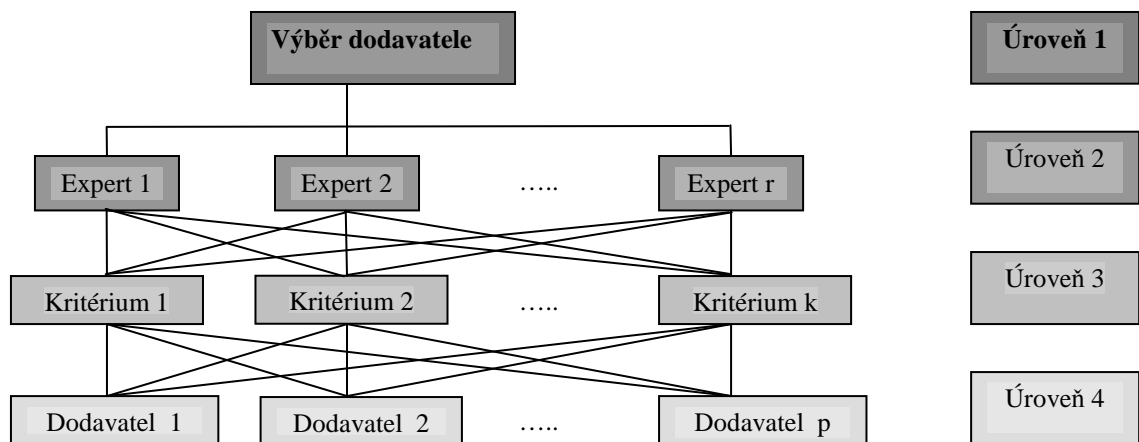 Výběr dodavatele
Úroveň 1
Expert 1
Expert 2
…..
Expert r
Úroveň 2
Kritérium 1
Kritérium 2
…..
Kritérium k
Úroveň 3
Dodavatel 1
Dodavatel 2
…..
Dodavatel p
Úroveň 4